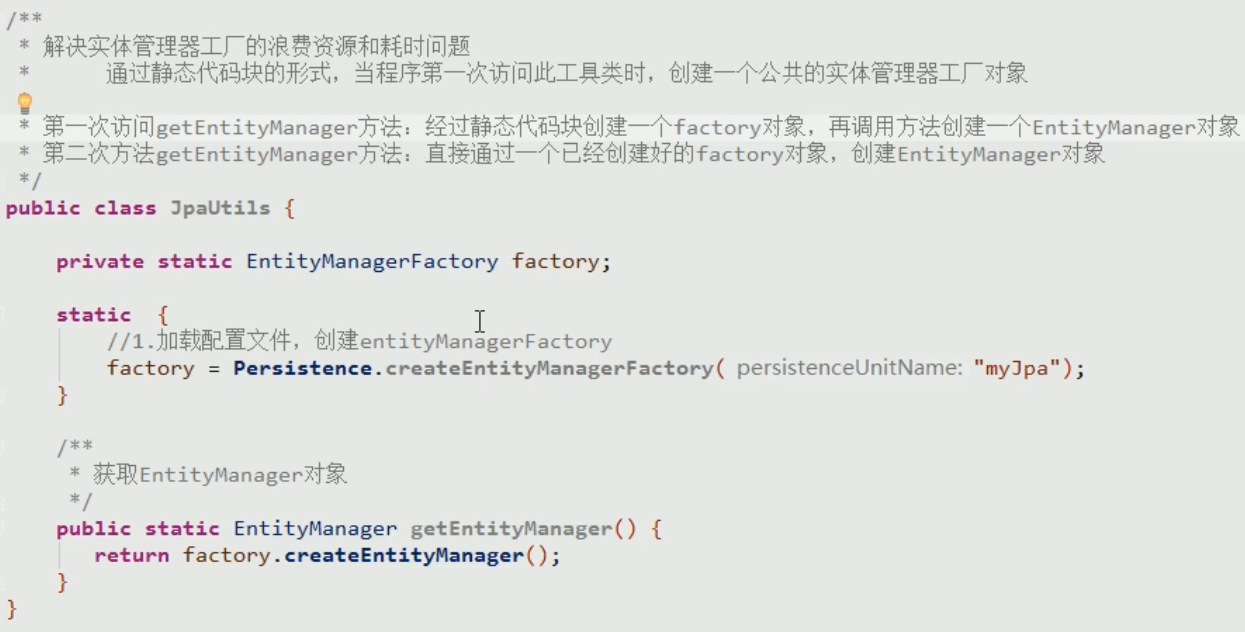 /**
 * 解决实体管理器工厂的浪费资源和耗时问题
 *      通过静态代码块的形式，当程序第一次访问此工具类时，创建一个公共的实体管理器工厂对象
 * 第一次访问getEntityManager方法：经过静态代码块创建一个factory对象，再调用方法创建一个EntityManager对象
 * 第二次方法getEntityManager方法：直接通过一个已经创建好的factory对象，创建EntityManager对象
 */
public class JpaUtils {
    private static EntityManagerFactory factory;
    static  {
        //1.加载配置文件，创建entityManagerFactory
        factory = Persistence.createEntityManagerFactory( persistenceUnitName: "myJpa");
    }
    /**
     * 获取EntityManager对象
     */
    public static EntityManager getEntityManager() {
       return factory.createEntityManager();
    }
}